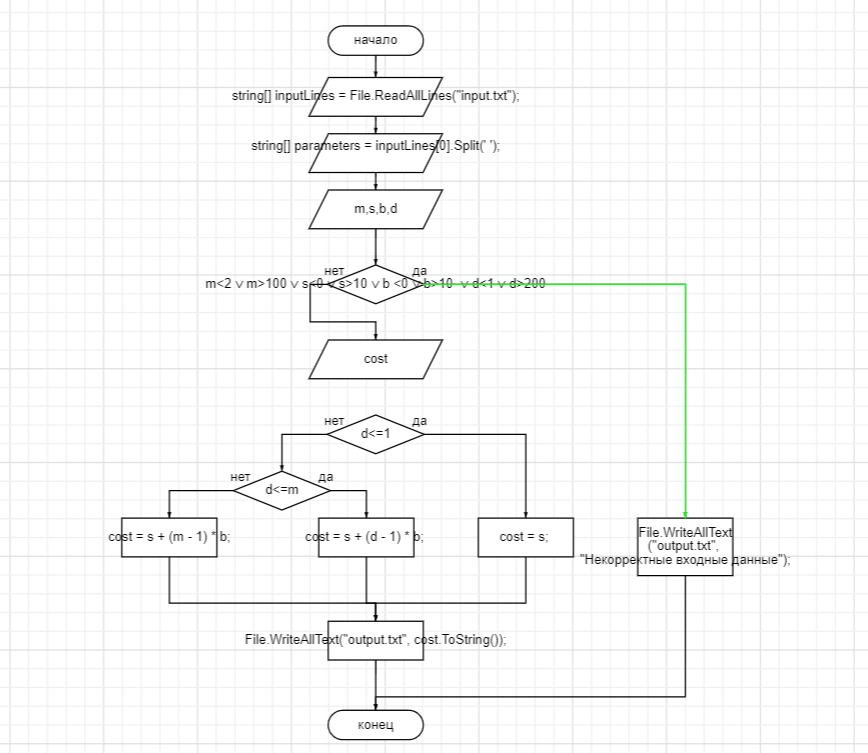 начало
string[] inputLines = File.ReadAllLines("input.txt");
string[] parameters = inputLines[0].Split(' ');
m,s,b,d
нет
да
m<2 ∨ m>100 ∨ s<0 ∨ s>10 ∨ b <0 ∨ b>10 ∨ d<1 ∨ d>200
cost
нет
да
d<=1
нет
да
d<=m
cost = s + (m - 1) * b;
cost = s + (d - 1) * b;
cost = s;
File.WriteAllText
("output.txt",
"Некорректные входные данные");
File.WriteAllText("output.txt", cost.ToString());
конец